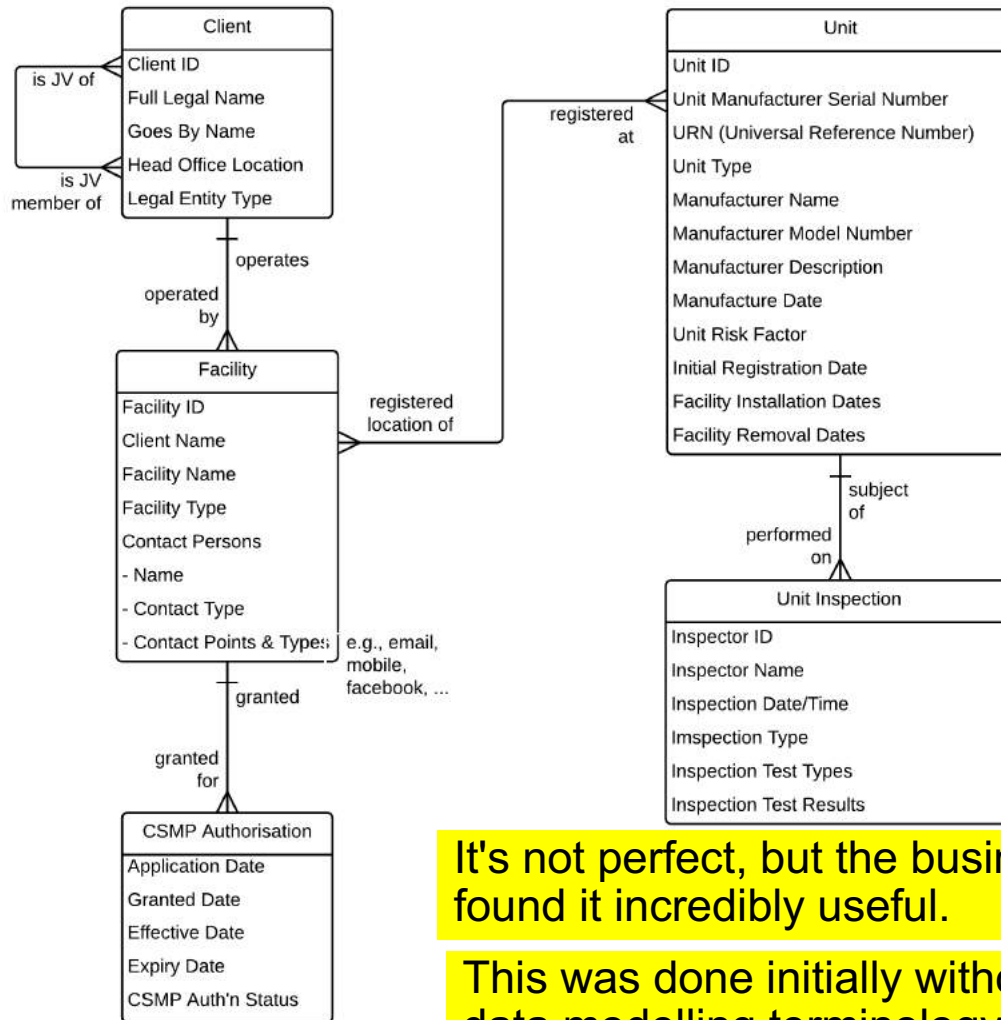 Client
Client ID
Full Legal Name
Goes By Name
Head Office Location
Legal Entity Type
is JV of
is JV
member of
operates
operated
by
Facility
Facility ID
Client Name
Facility Name
Facility Type
Contact Persons
- Name
- Contact Type
- Contact Points & Types
e.g., email,
mobile,
facebook, ...
granted
granted
for
CSMP Authorisation
Application Date
Granted Date
Effective Date
Expiry Date
CSMP Auth'n Status
registered
at
registered
location of
Unit
Unit ID
Unit Manufacturer Serial Number
URN (Universal Reference Number)
Unit Type
Manufacturer Name
Manufacturer Model Number
Manufacturer Description
Manufacture Date
Unit Risk Factor
Initial Registration Date
Facility Installation Dates
Facility Removal Dates
subject
of
performed
on
Unit Inspection
Inspector ID
Inspector Name
Inspection Date/Time
Imspection Type
Inspection Test Types
Inspection Test Results
It's not perfect, but the
found it incredibly useful.
This was done initially
data modelling terminology